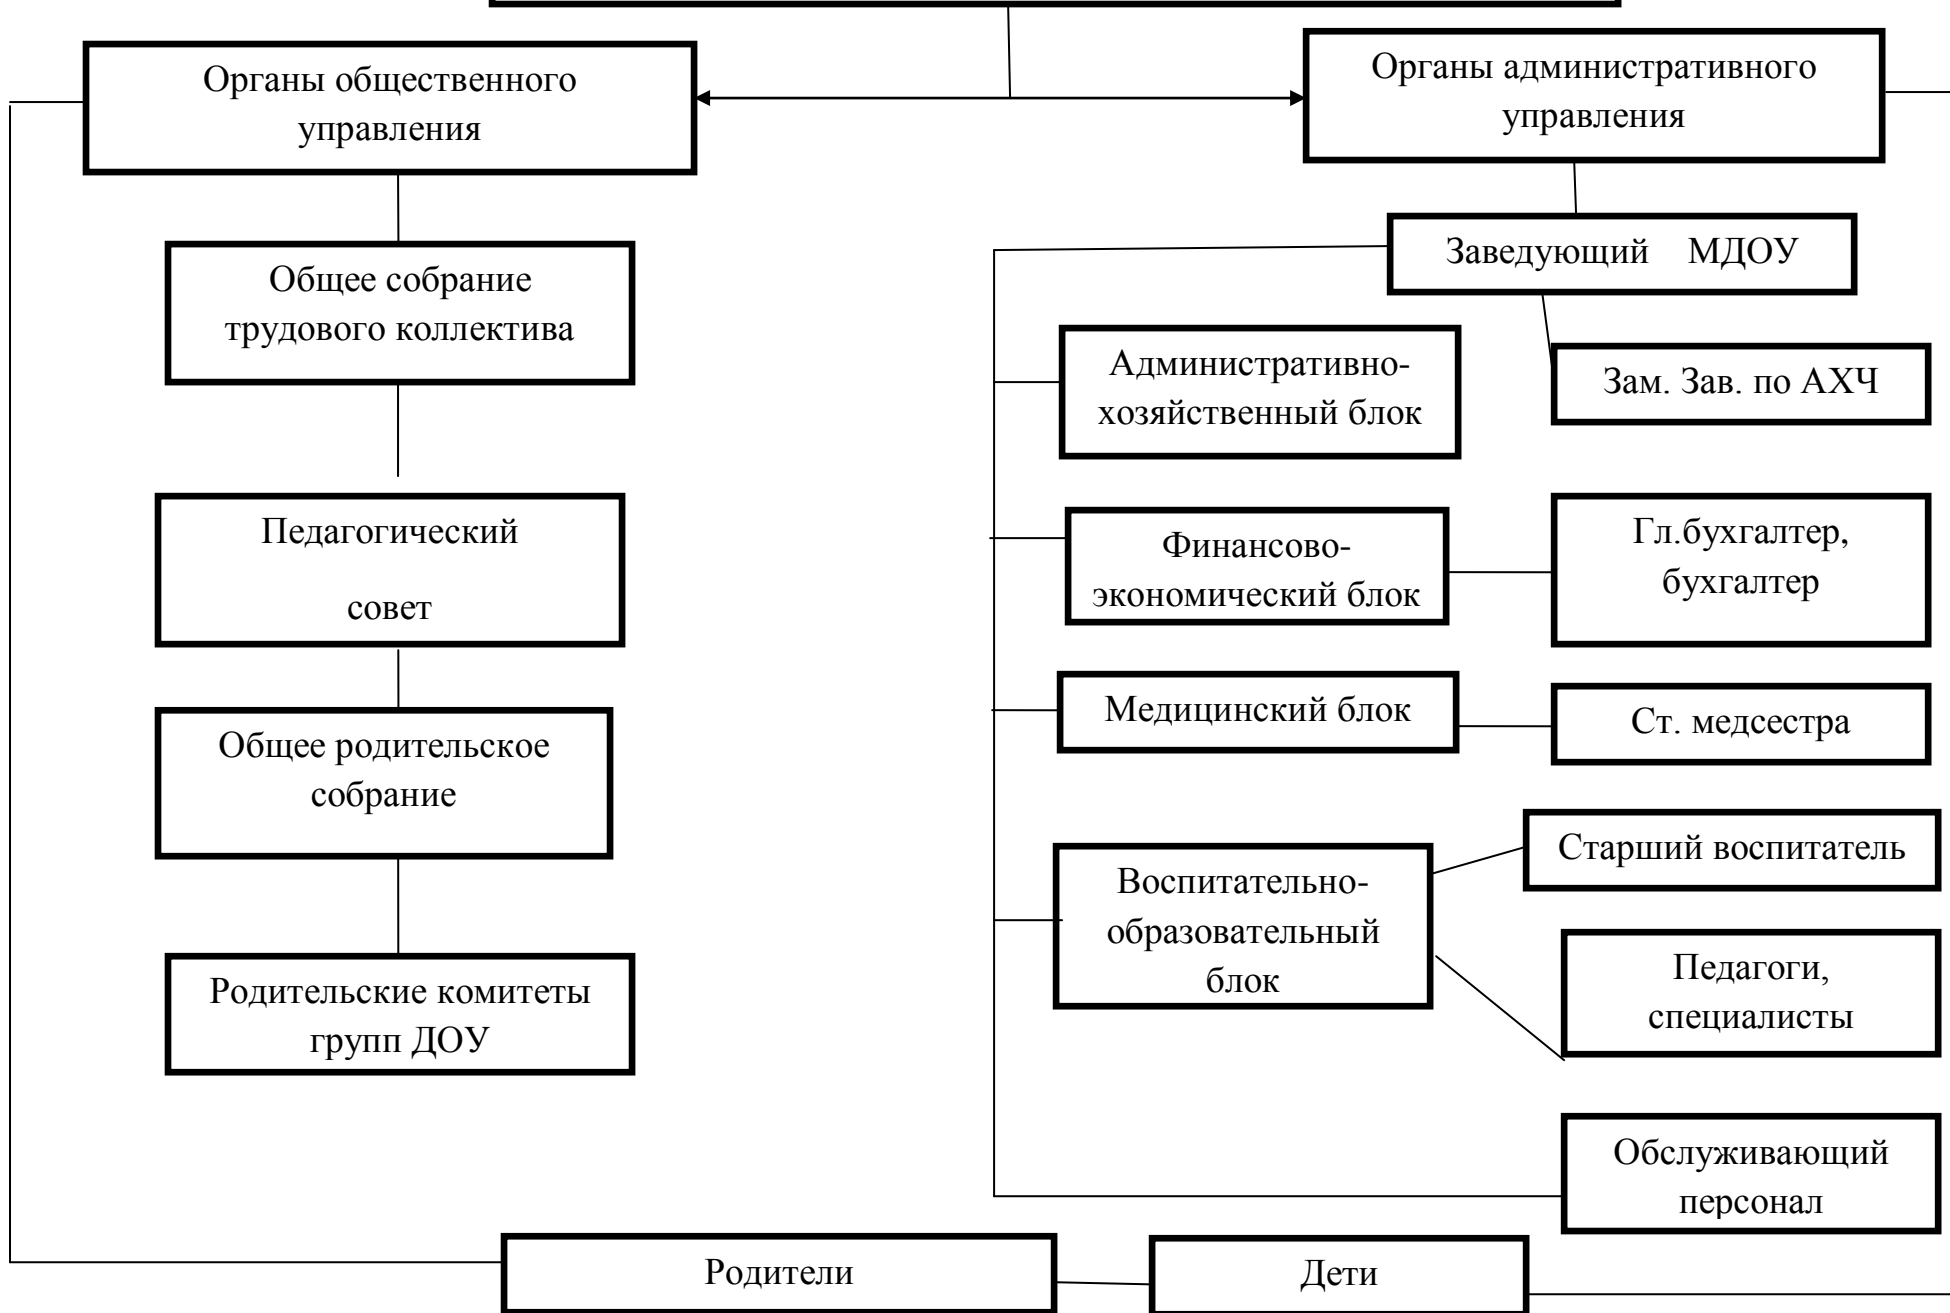 Органы общественного
управления
Органы административного
управления
Общее собрание
трудового коллектива
Заведующий МДОУ
Административно-
хозяйственный блок
Зам. Зав. по АХЧ
Педагогический
совет
Финансово-
экономический блок
Гл.бухгалтер,
бухгалтер
Общее родительское
собрание
Медицинский блок
Ст. медсестра
Воспитательно-
образовательный
блок
Старший воспитатель
Педагоги,
специалисты
Родительские комитеты
групп ДОУ
Обслуживающий
персонал
Родители
Дети